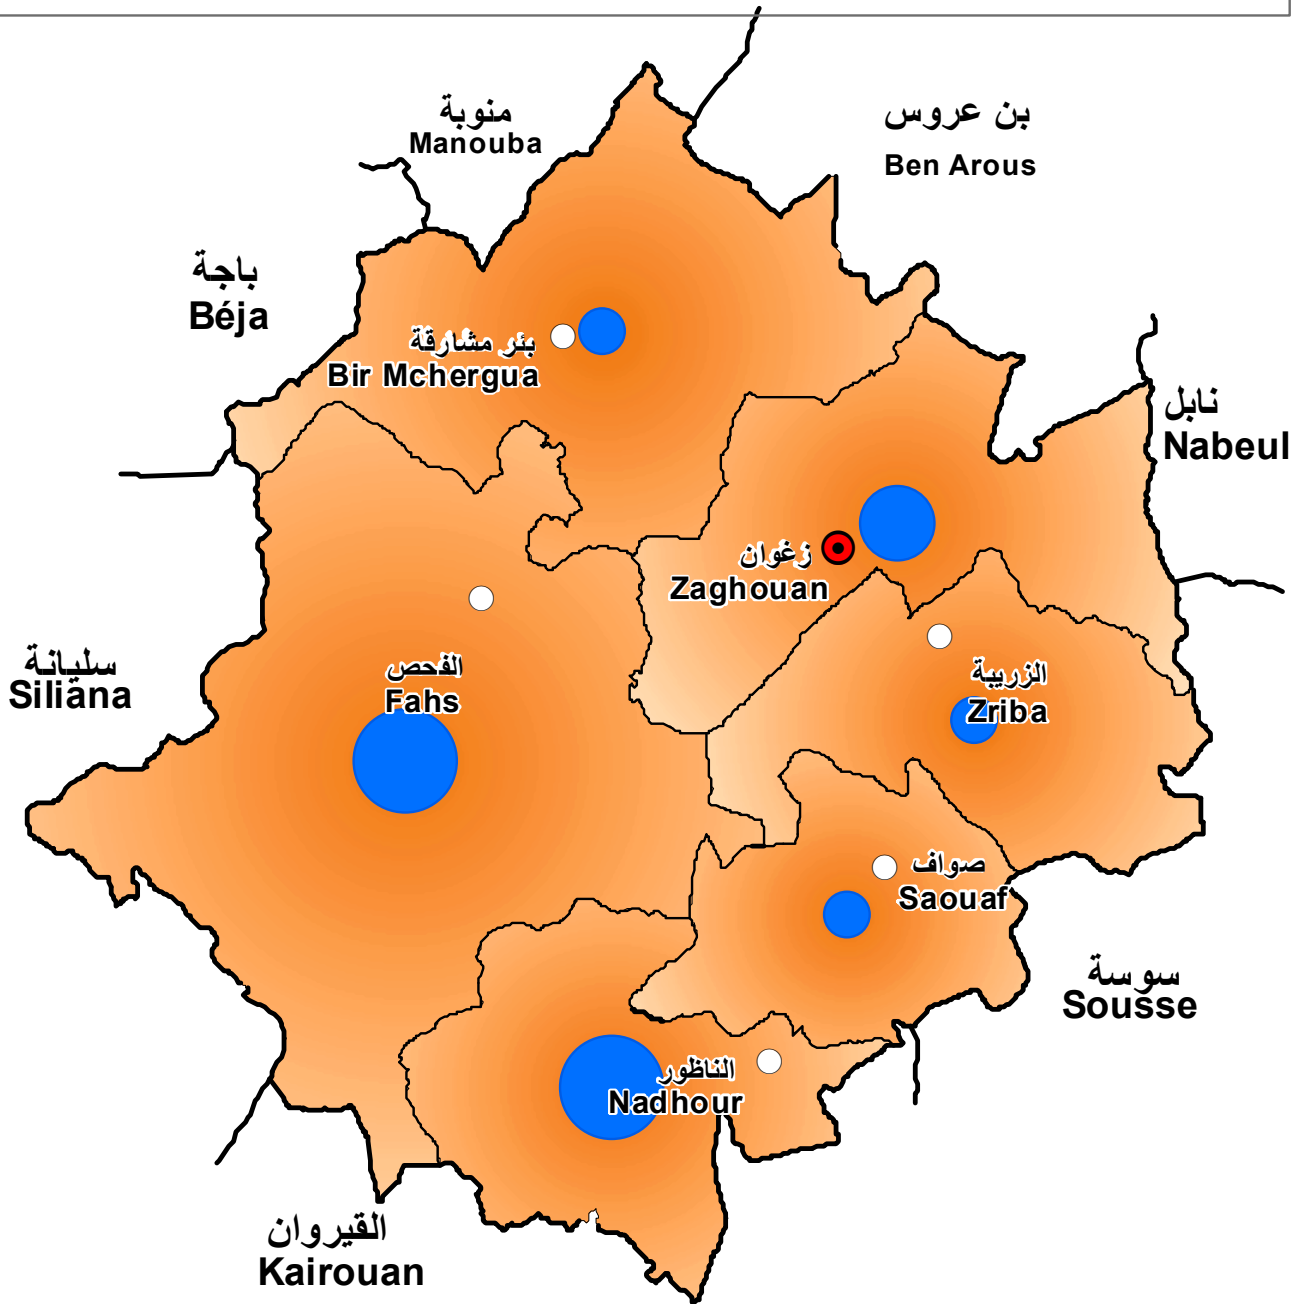 منوبة
Manouba
بن عروس
Ben Arous
باجة
Béja
بئر مشارقة
Bir Mchergua
نابل
Nabeul
زغوان
Zaghouan
سليانة
Siliana
الفحص
Fahs
الزريبة
Zriba
صواف
Saouaf
سوسة
Sousse
الناظور
Nadhour
القيروان
Kairouan